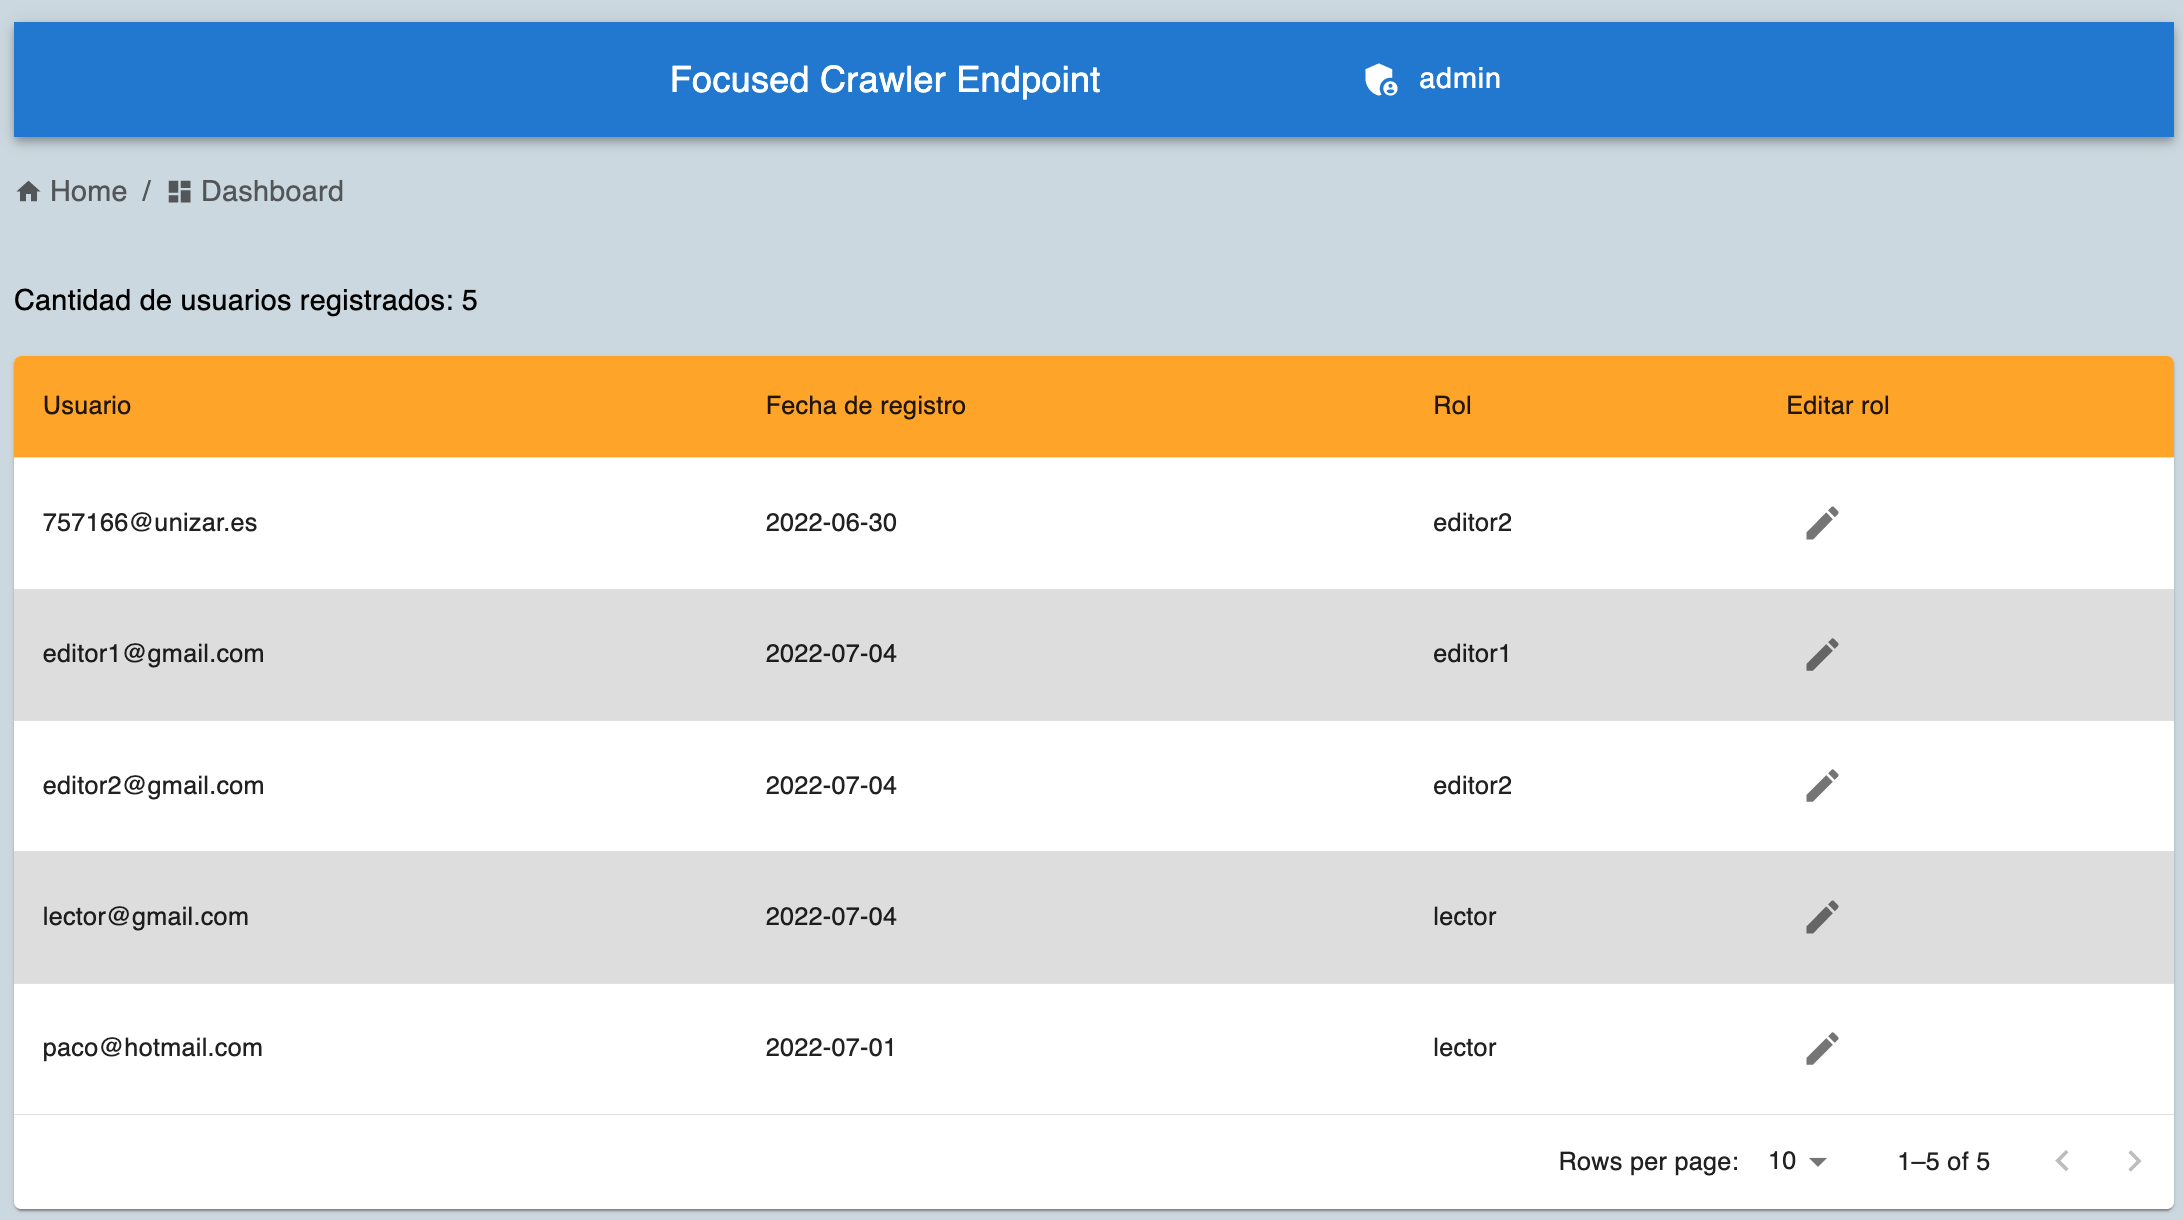 Focused Crawler Endpoint admin
Home / Dashboard
Cantidad de usuarios registrados: 5
Usuario Fecha de registro Rol Editar rol
757166@unizar.es 2022-06-30 editor2
editor1@gmail.com 2022-07-04 editor1
editor2@gmail.com 2022-07-04 editor2
lector@gmail.com 2022-07-04 lector
paco@hotmail.com 2022-07-01 lector
Rows per page: 10 1–5 of 5